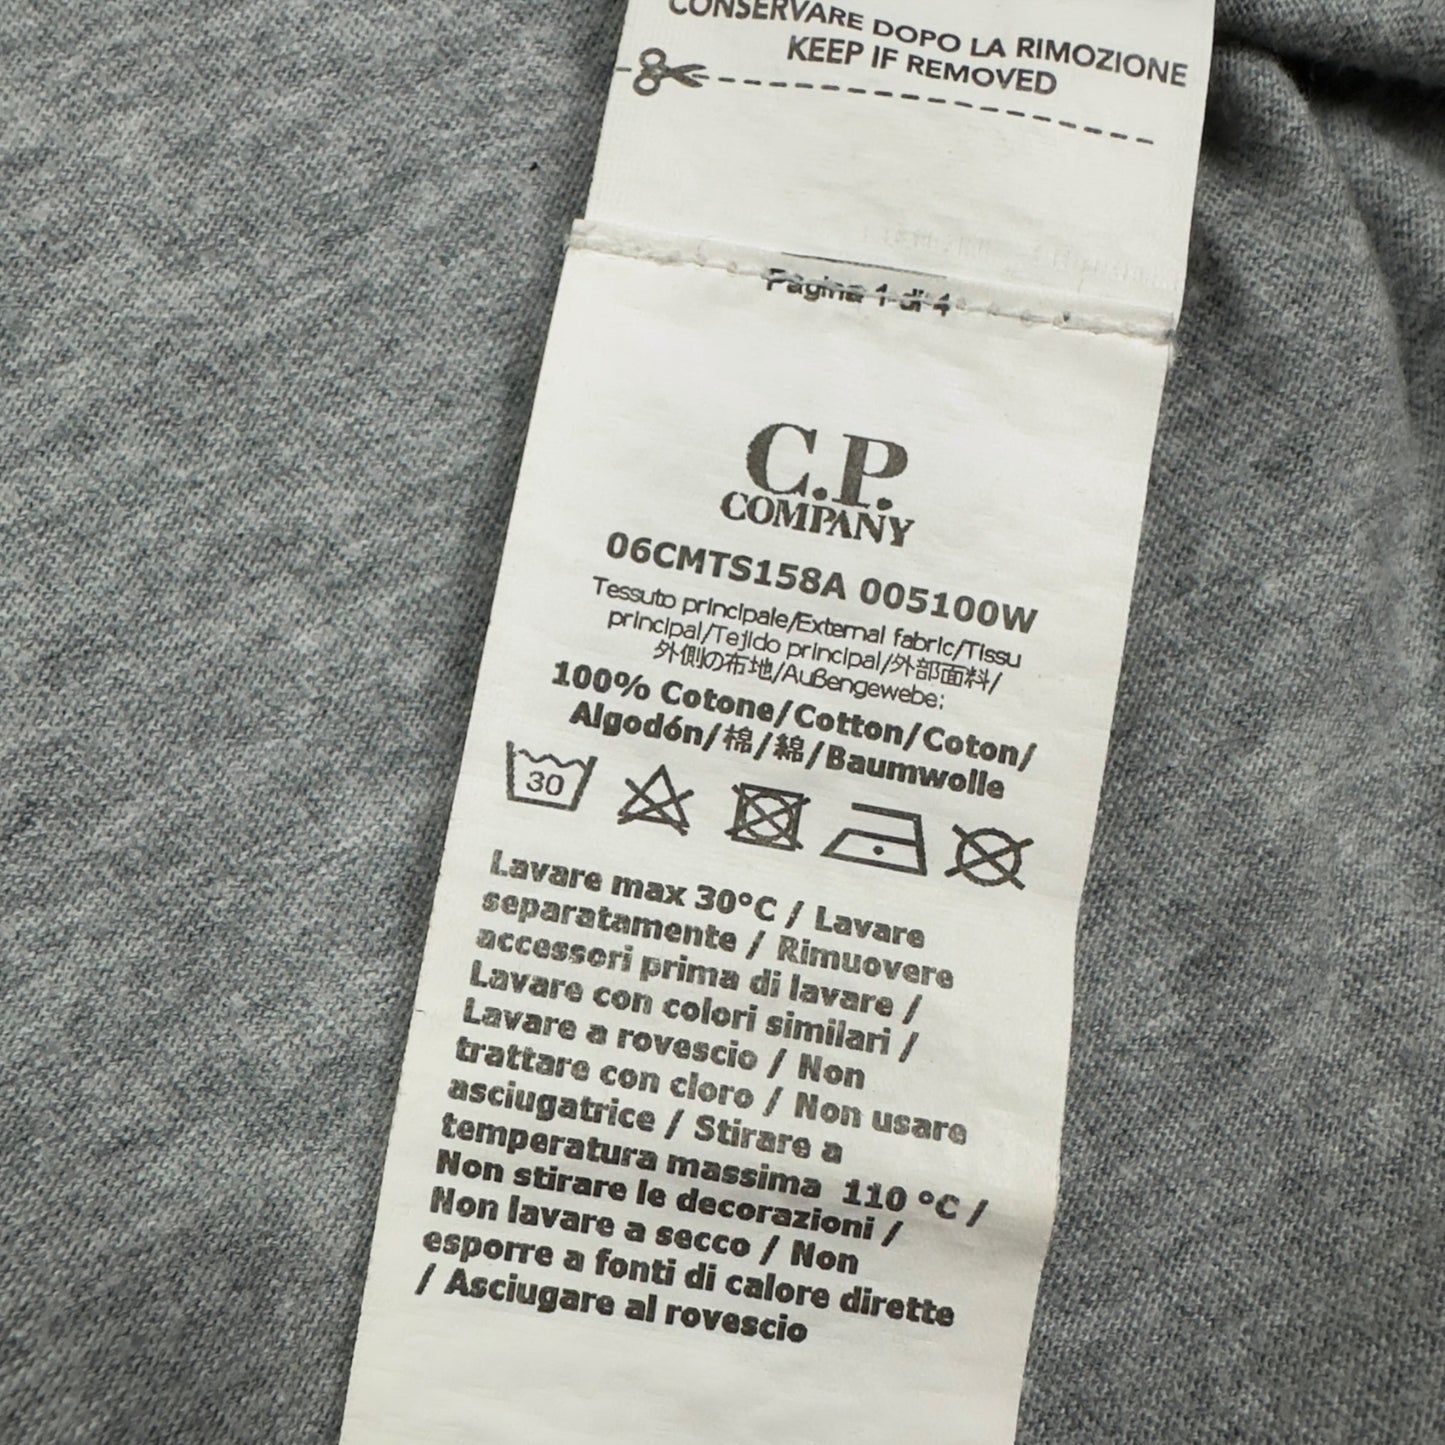 CONSERVARE DOPO LA RIMOZIONE
KEEP IF REMOVED
Pagina 1 di 4
C.P.
COMPANY
06CMTS158A 005100W
Tessuto principale/External fabric/Tissu
principal/Tejido principal/外部面料/
外側の布地/Außengewebe:
100% Cotone/Cotton/Coton/
Algodón/棉/綿/Baumwolle
30
Lavare max 30°C / Lavare
separatamente / Rimuovere
accessori prima di lavare /
Lavare con colori similari /
Lavare a rovescio / Non
trattare con cloro / Non usare
asciugatrice / Stirare a
temperatura massima 110 °C /
Non stirare le decorazioni /
Non lavare a secco / Non
esporre a fonti di calore dirette
/ Asciugare al rovescio